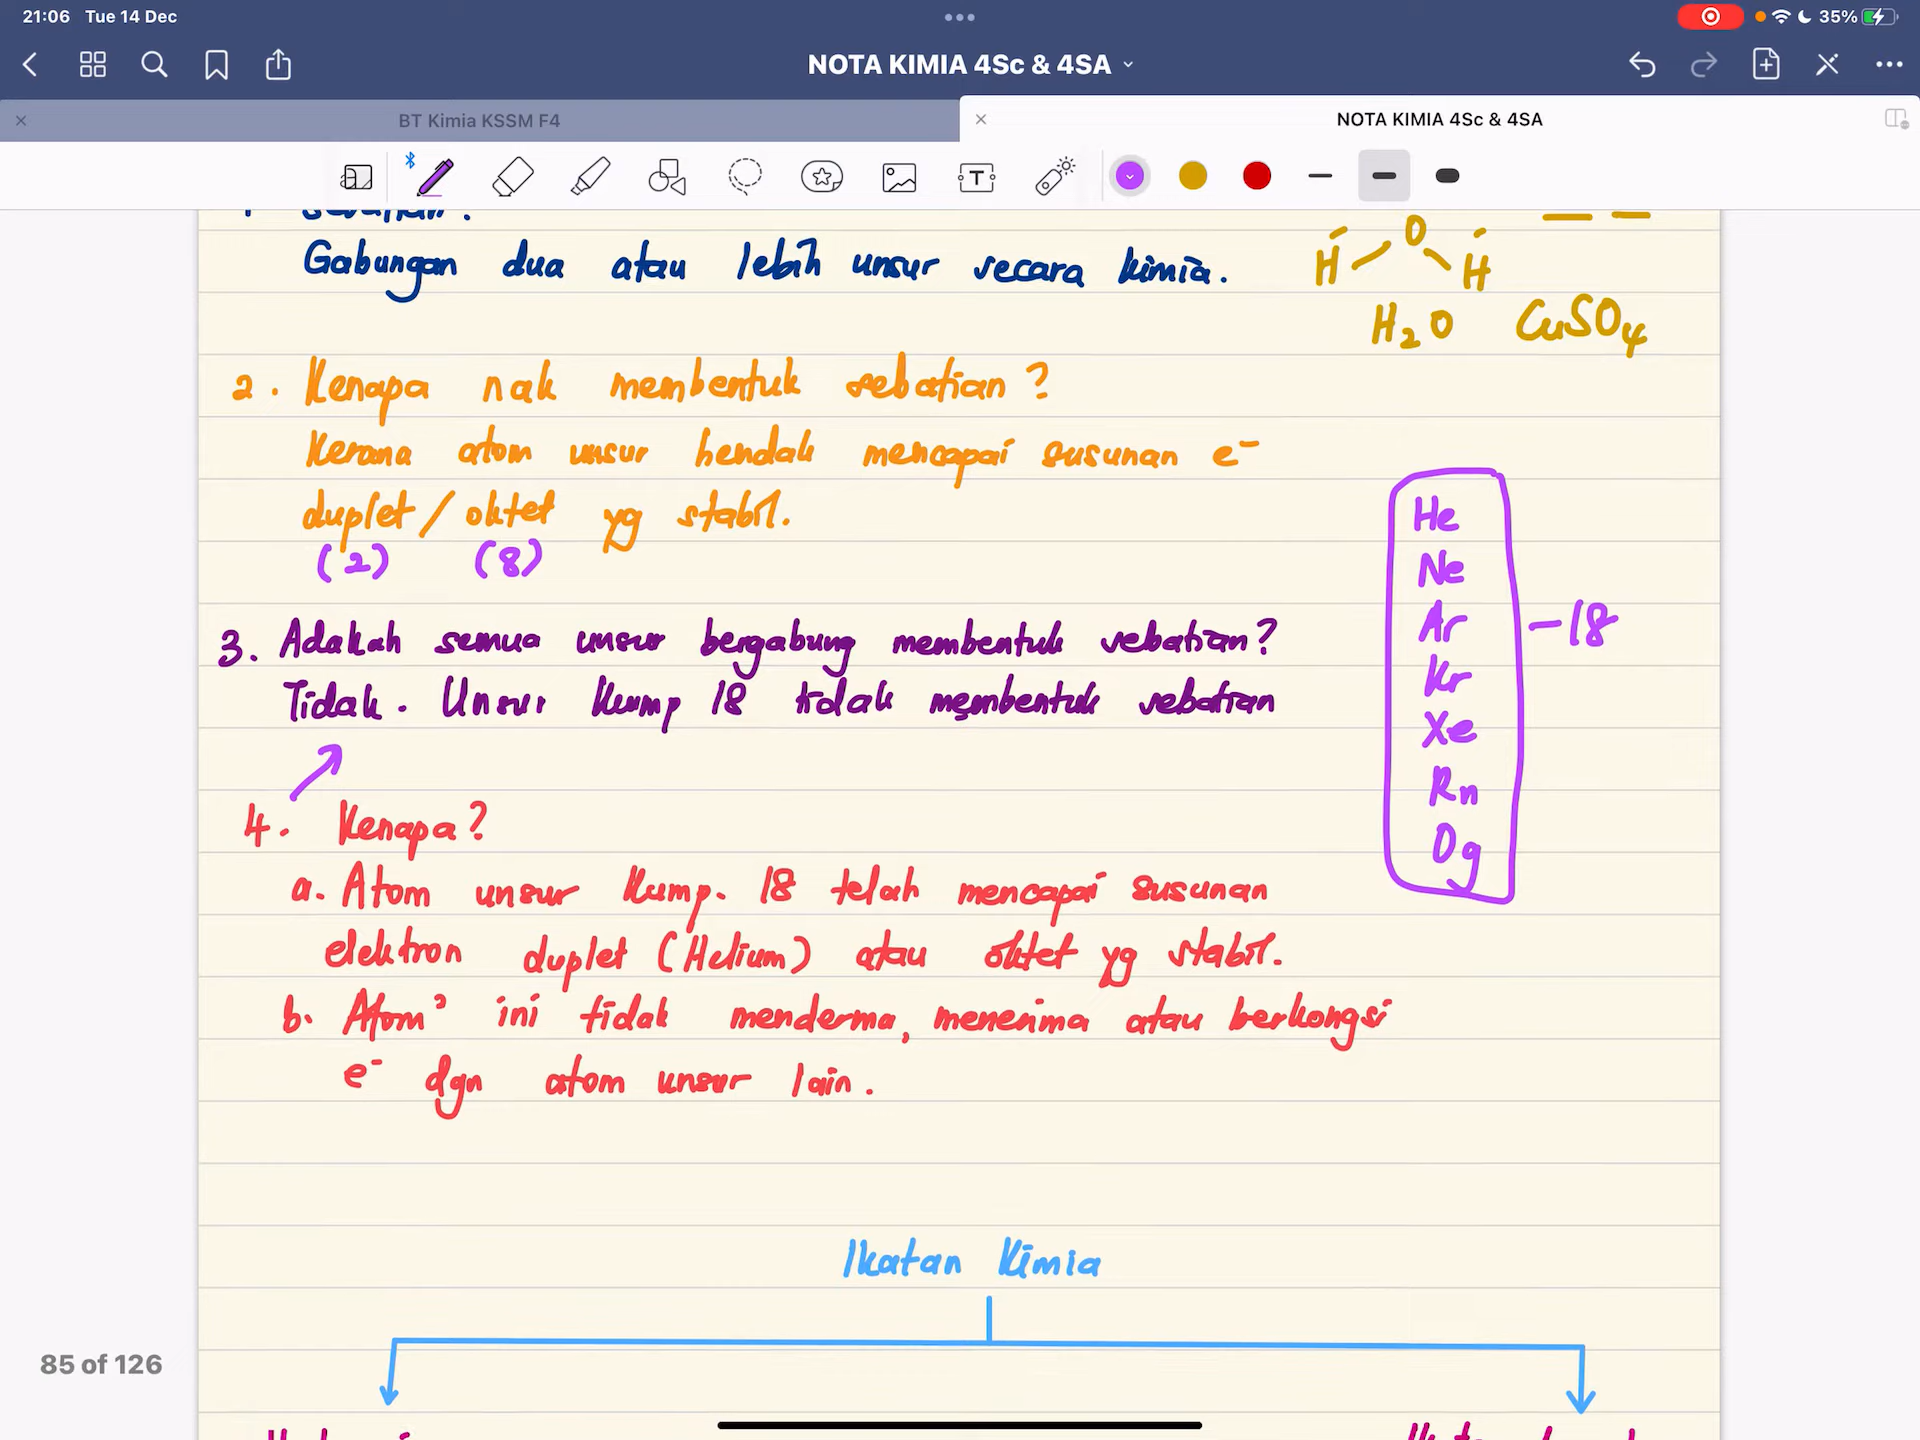 21:06 Tue 14 Dec
35%
NOTA KIMIA 4Sc & 4SA
BT Kimia KSSM F4
NOTA KIMIA 4Sc & 4SA
Gabungan dua atau lebih unsur secara kimia.
H O H
H2O CuSO4
2. Kenapa nak membentuk sebatian?
Kerana atom unsur hendak mencapai susunan e⁻
duplet/oktet yg stabil.
(2) (8)
He
Ne
Ar
Kr
Xe
Rn
Og
-18
3. Adakah semua unsur bergabung membentuk sebatian?
Tidak. Unsur Kump 18 tidak membentuk sebatian
4. Kenapa?
a. Atom unsur Kump. 18 telah mencapai susunan
elektron duplet (Helium) atau oktet yg stabil.
b. Atom² ini tidak menderma, menerima atau berkongsi
e⁻ dgn atom unsur lain.
Ikatan Kimia
85 of 126